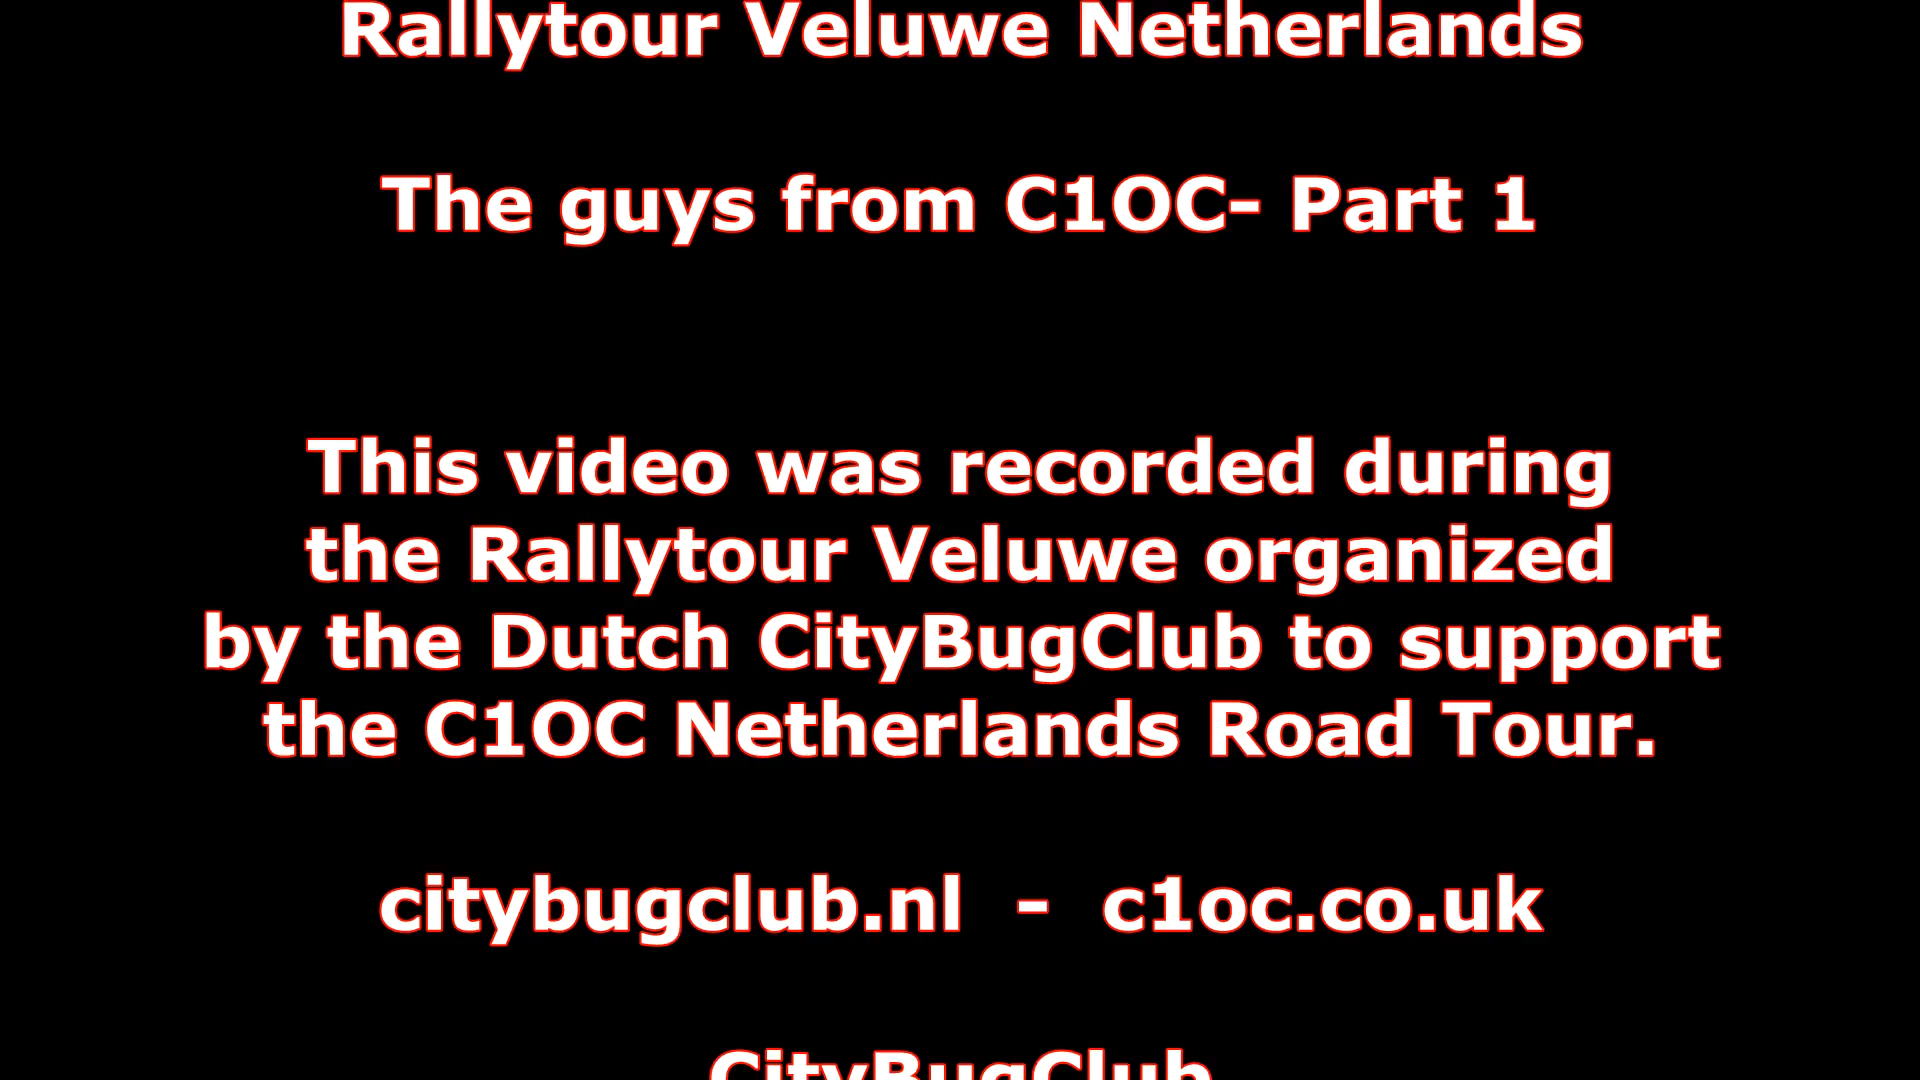 Rallytour Veluwe Netherlands
The guys from C1OC- Part 1
This video was recorded during
the Rallytour Veluwe organized
by the Dutch CityBugClub to support
the C1OC Netherlands Road Tour.
citybugclub.nl - c1oc.co.uk
CityBugClub